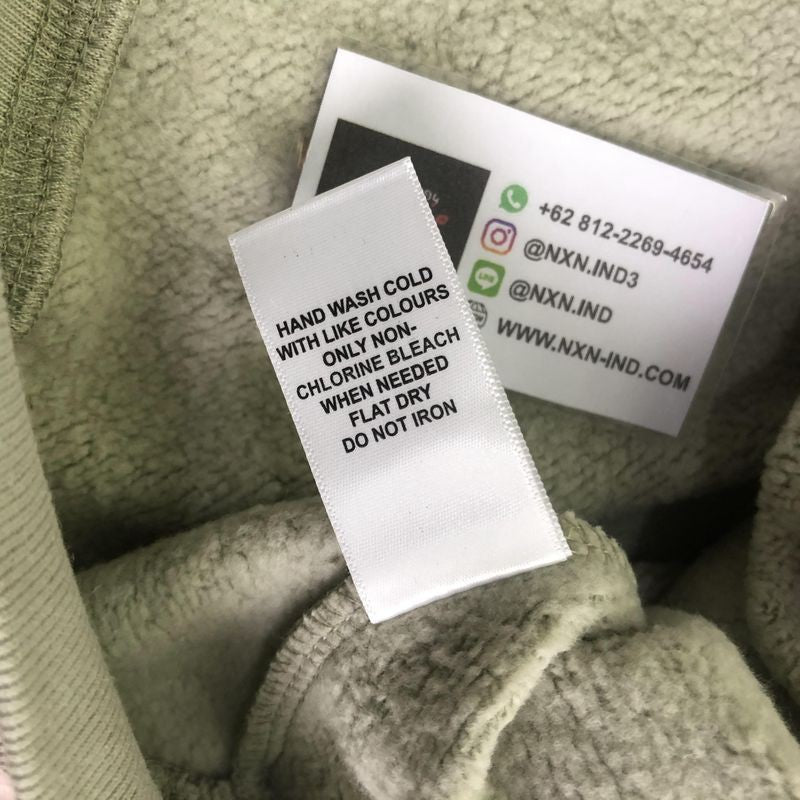 HAND WASH COLD
WITH LIKE COLOURS
ONLY NON-
CHLORINE BLEACH
WHEN NEEDED
FLAT DRY
DO NOT IRON
+62 812-2269-4654
@NXN.IND3
@NXN.IND
WWW.NXN-IND.COM
LINE